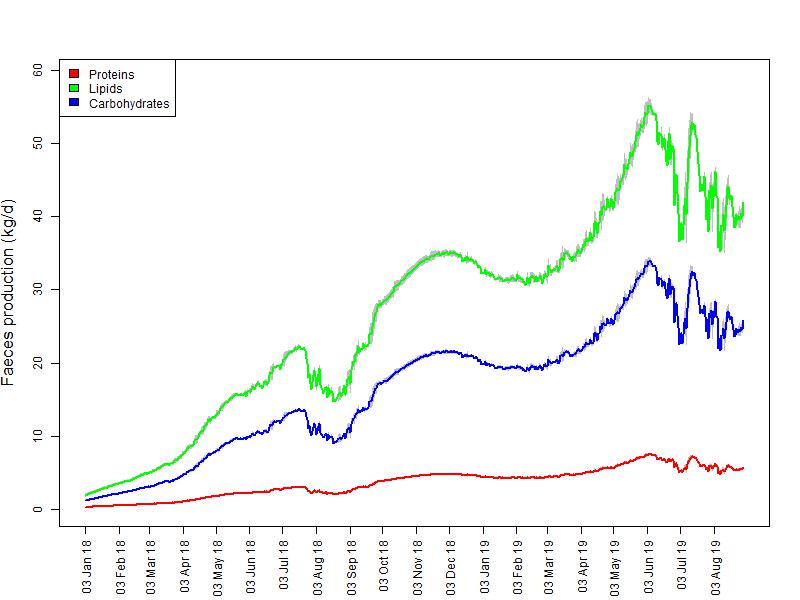 Proteins
Lipids
Carbohydrates
Faeces production (kg/d)
60
50
40
30
20
10
0
03 Jan 18
03 Feb 18
03 Mar 18
03 Apr 18
03 May 18
03 Jun 18
03 Jul 18
03 Aug 18
03 Sep 18
03 Oct 18
03 Nov 18
03 Dec 18
03 Jan 19
03 Feb 19
03 Mar 19
03 Apr 19
03 May 19
03 Jun 19
03 Jul 19
03 Aug 19